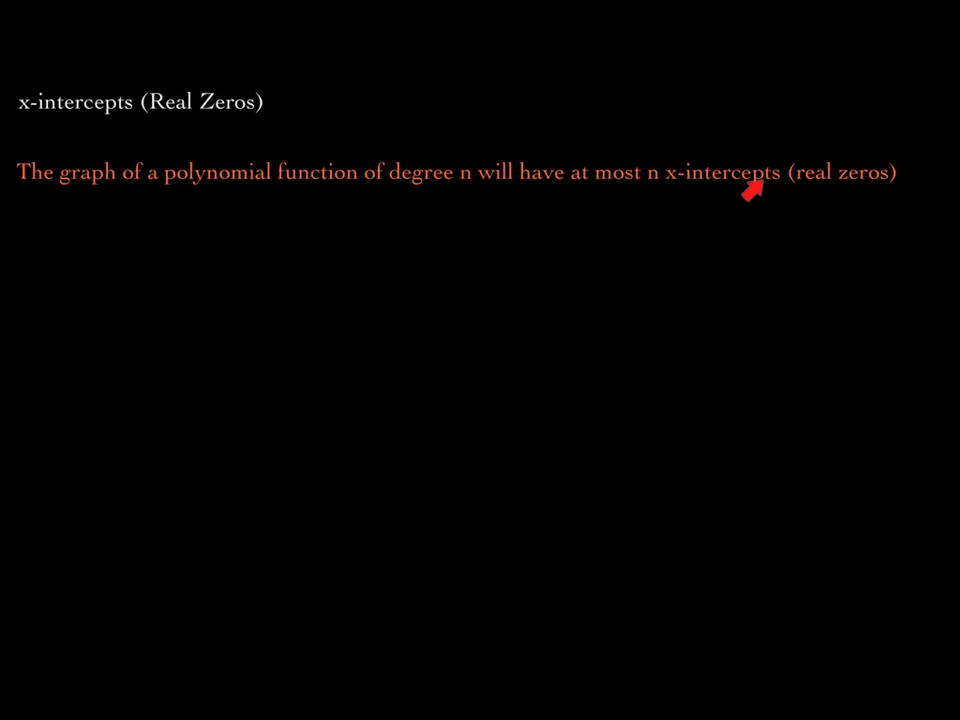 x-intercepts (Real Zeros)
The graph of a polynomial function of degree n will have at most n x-intercepts (real zeros)